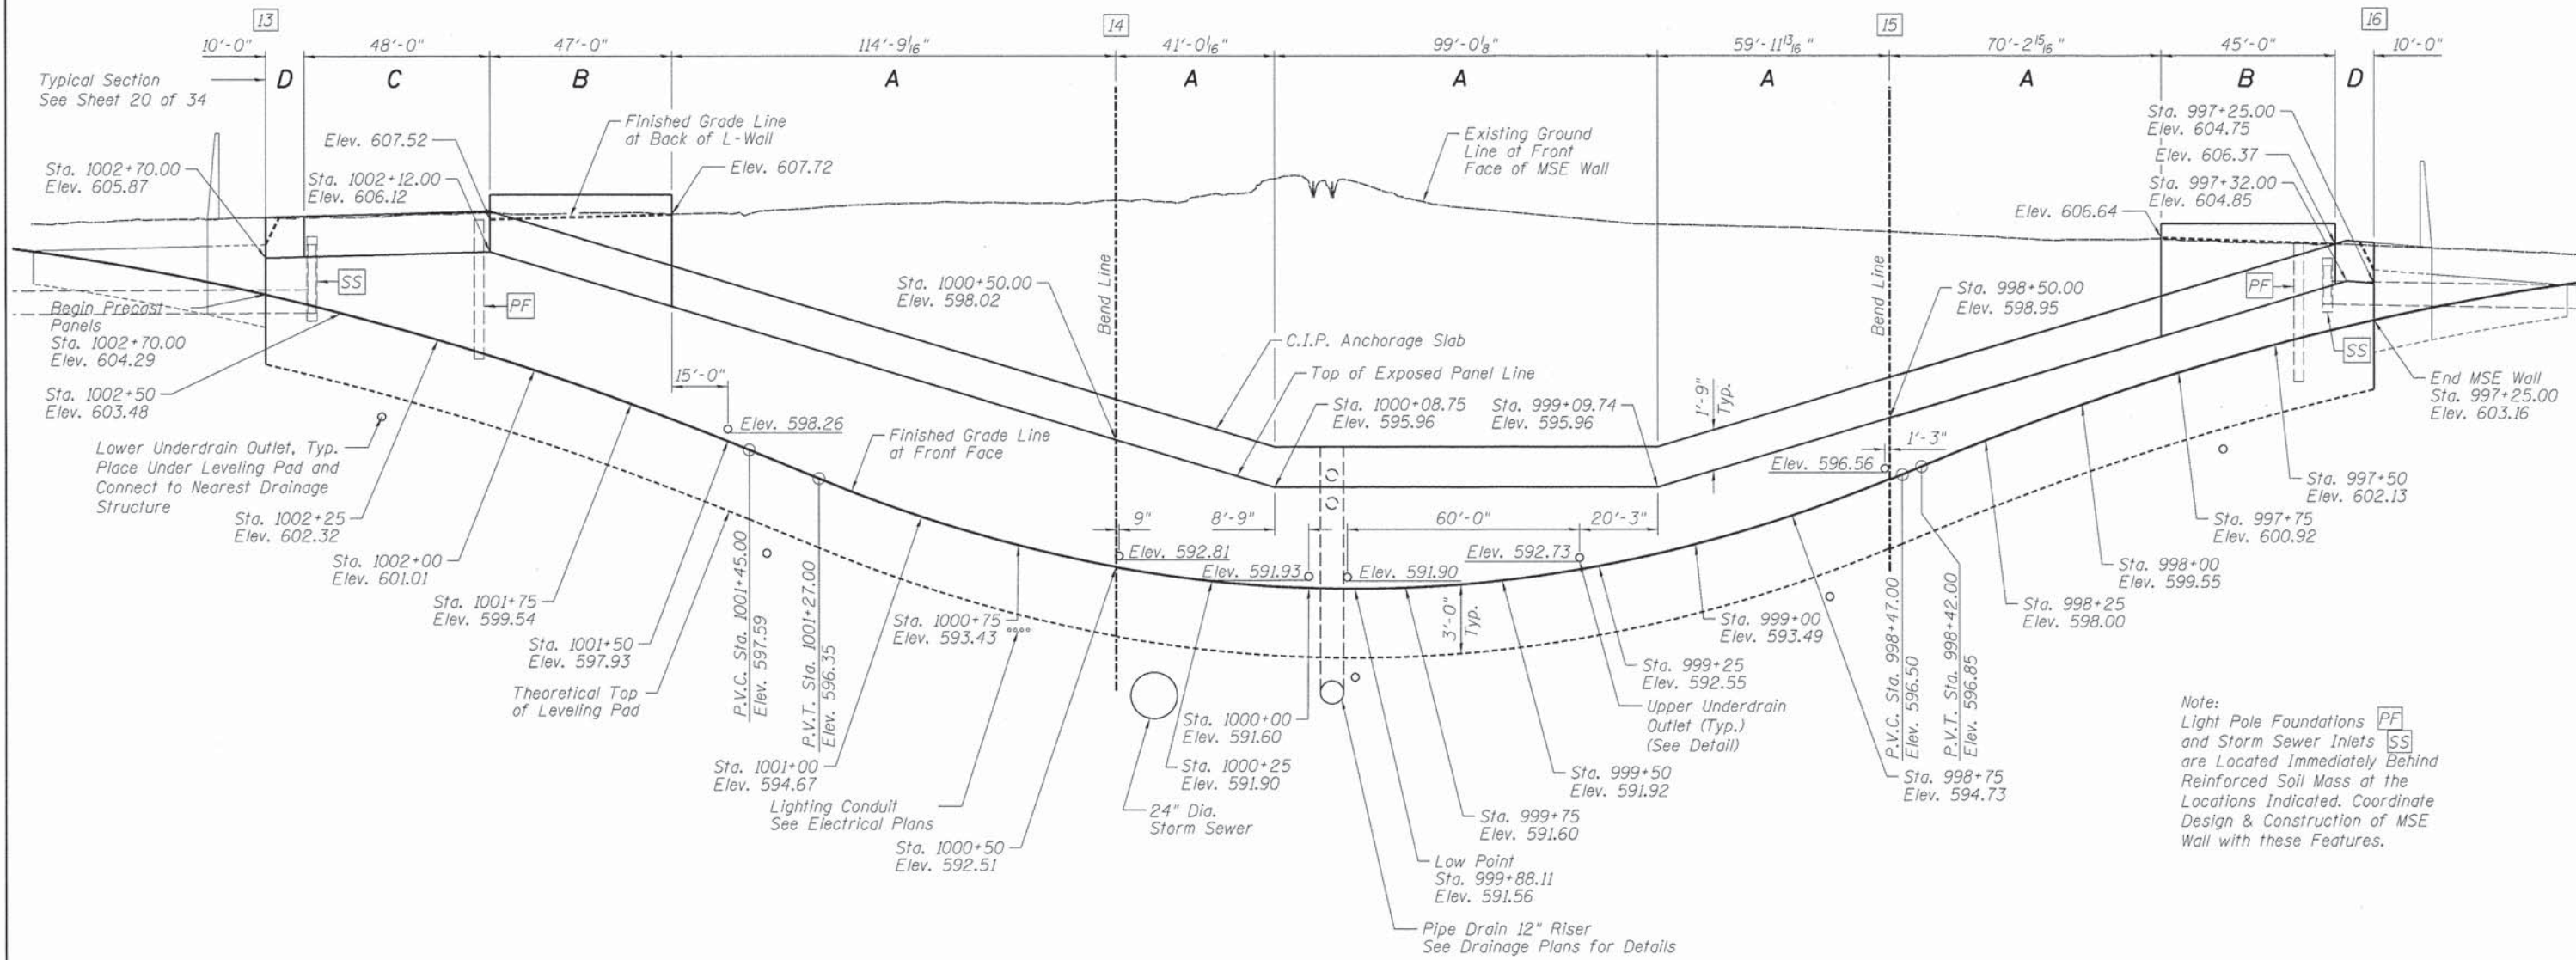 13
14
15
16
10'-0"
48'-0"
47'-0"
114'-9 1/16"
41'-0 1/16"
99'-0 1/8"
59'-11 13/16"
70'-2 15/16"
45'-0"
10'-0"
D
C
B
A
A
A
A
A
B
D
Typical Section
See Sheet 20 of 34
Finished Grade Line
at Back of L-Wall
Elev. 607.52
Elev. 607.72
Sta. 1002+70.00
Elev. 605.87
Sta. 1002+12.00
Elev. 606.12
Existing Ground
Line at Front
Face of MSE Wall
Sta. 997+25.00
Elev. 604.75
Elev. 606.37
Sta. 997+32.00
Elev. 604.85
Elev. 606.64
SS
PF
PF
SS
Begin Precast
Panels
Sta. 1002+70.00
Elev. 604.29
Sta. 1002+50
Elev. 603.48
Bend Line
Bend Line
Sta. 1000+50.00
Elev. 598.02
C.I.P. Anchorage Slab
Top of Exposed Panel Line
Sta. 998+50.00
Elev. 598.95
Sta. 1000+08.75
Elev. 595.96
Sta. 999+09.74
Elev. 595.96
1'-9"
Typ.
End MSE Wall
Sta. 997+25.00
Elev. 603.16
15'-0"
Elev. 598.26
Finished Grade Line
at Front Face
Lower Underdrain Outlet, Typ.
Place Under Leveling Pad and
Connect to Nearest Drainage
Structure
Elev. 596.56
1'-3"
Sta. 997+50
Elev. 602.13
Sta. 1002+25
Elev. 602.32
9"
8'-9"
60'-0"
20'-3"
Sta. 997+75
Elev. 600.92
Sta. 1002+00
Elev. 601.01
Elev. 592.81
Elev. 591.93
Elev. 591.90
Elev. 592.73
Sta. 998+00
Elev. 599.55
Sta. 1001+75
Elev. 599.54
P.V.C. Sta. 1001+45.00
Elev. 597.59
P.V.T. Sta. 1001+27.00
Elev. 596.35
Sta. 1000+75
Elev. 593.43
3'-0"
Typ.
Sta. 999+00
Elev. 593.49
P.V.C. Sta. 998+47.00
Elev. 596.50
P.V.T. Sta. 998+42.00
Elev. 596.85
Sta. 998+25
Elev. 598.00
Sta. 1001+50
Elev. 597.93
Theoretical Top
of Leveling Pad
Sta. 999+25
Elev. 592.55
Upper Underdrain
Outlet (Typ.)
(See Detail)
Sta. 1000+00
Elev. 591.60
Sta. 1001+00
Elev. 594.67
Sta. 1000+25
Elev. 591.90
Sta. 999+50
Elev. 591.92
Sta. 998+75
Elev. 594.73
Lighting Conduit
See Electrical Plans
24" Dia.
Storm Sewer
Sta. 999+75
Elev. 591.60
Sta. 1000+50
Elev. 592.51
Low Point
Sta. 999+88.11
Elev. 591.56
Pipe Drain 12" Riser
See Drainage Plans for Details
Note:
Light Pole Foundations PF
and Storm Sewer Inlets SS
are Located Immediately Behind
Reinforced Soil Mass at the
Locations Indicated. Coordinate
Design & Construction of MSE
Wall with these Features.